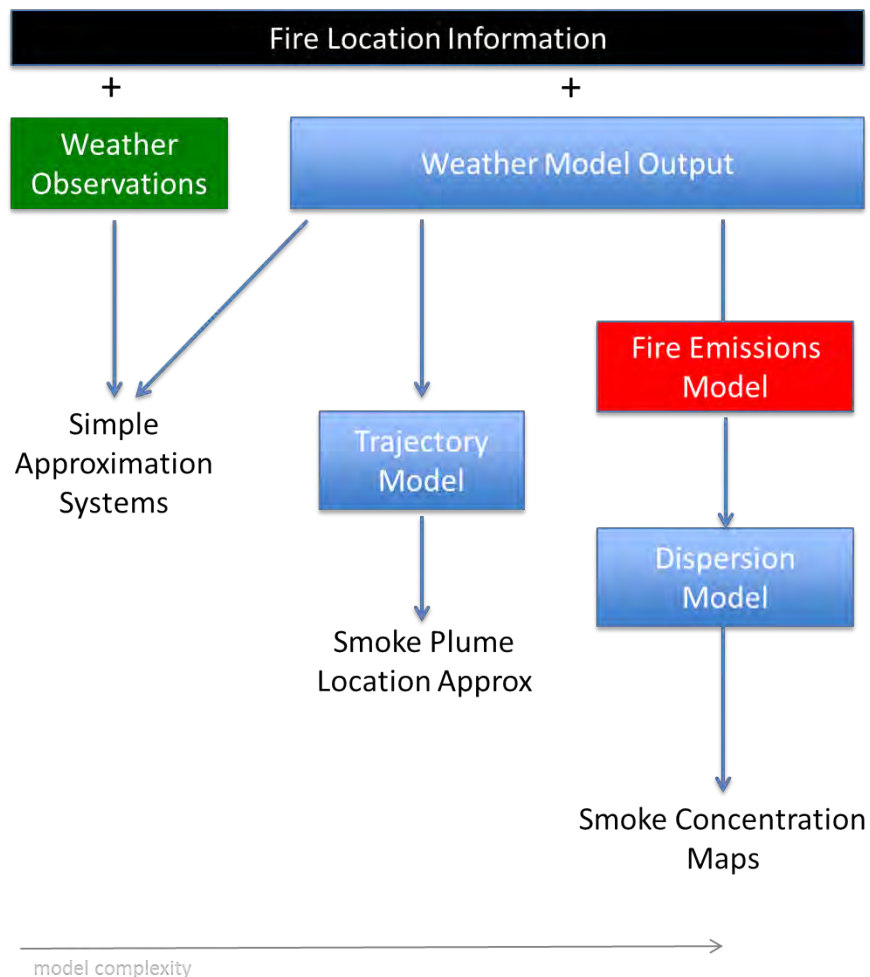 Fire Location Information
+
+
Weather
Observations
Weather Model Output
Fire Emissions
Model
Simple
Approximation
Systems
Trajectory
Model
Dispersion
Model
Smoke Plume
Location Approx
Smoke Concentration
Maps
model complexity